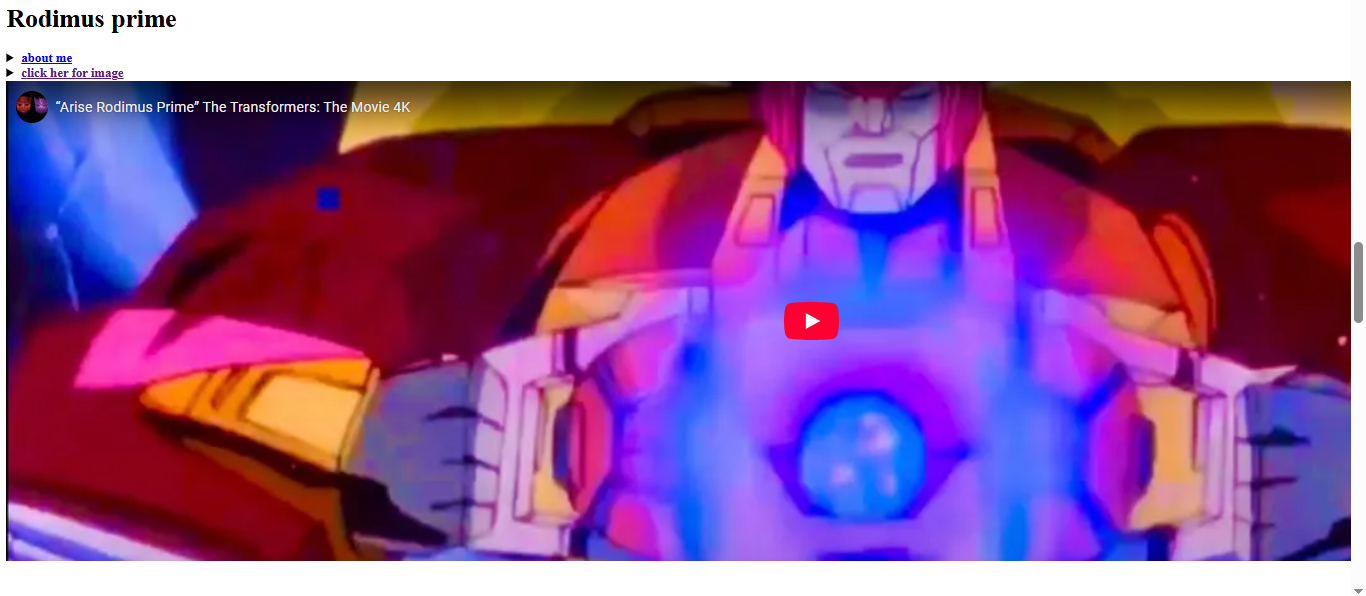 Rodimus prime
about me
click her for image
“Arise Rodimus Prime” The Transformers: The Movie 4K